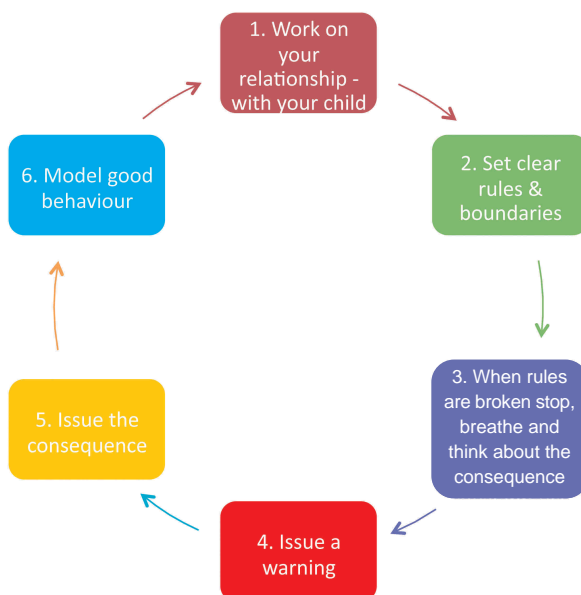 1. Work on
your
relationship -
with your child
2. Set clear
rules &
boundaries
3. When rules
are broken stop,
breathe and
think about the
consequence
4. Issue a
warning
5. Issue the
consequence
6. Model good
behaviour